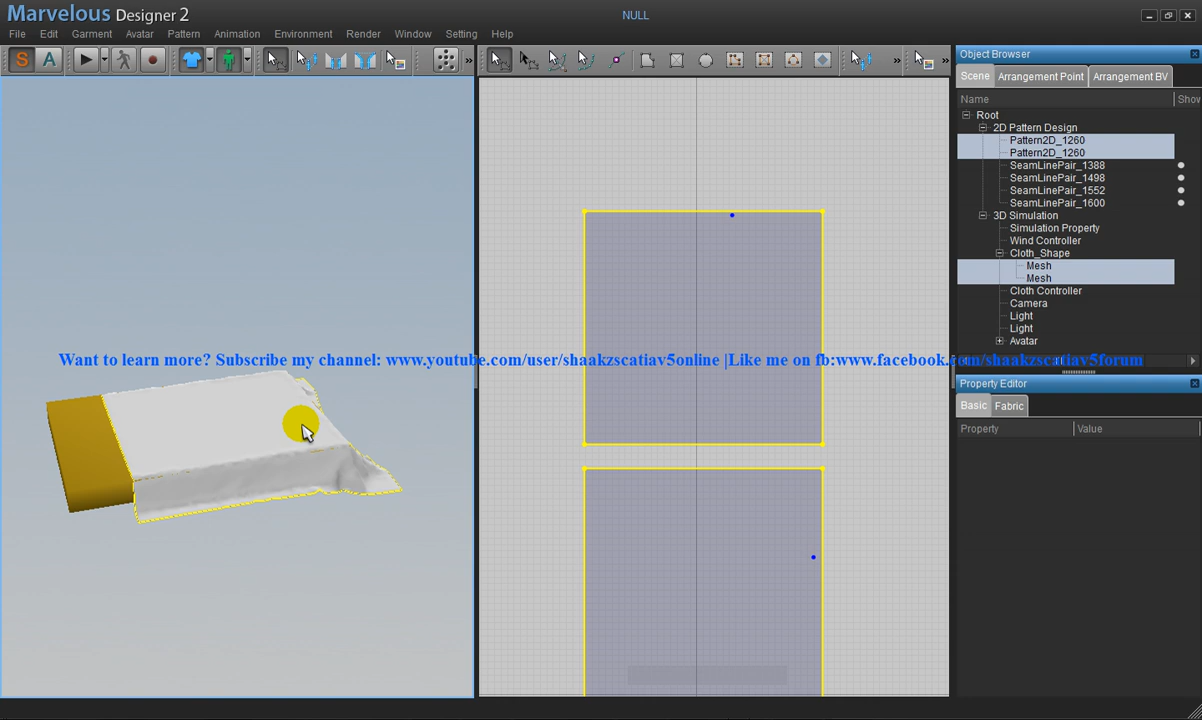 Marvelous Designer 2
NULL
File Edit Garment Avatar Pattern Animation Environment Render Window Setting Help
S A
» » »
Object Browser
Scene Arrangement Point Arrangement BV
Name Shov
Root
2D Pattern Design
Pattern2D_1260
Pattern2D_1260
SeamLinePair_1388
SeamLinePair_1498
SeamLinePair_1552
SeamLinePair_1600
3D Simulation
Simulation Property
Wind Controller
Cloth_Shape
Mesh
Mesh
Cloth Controller
Camera
Light
Light
Avatar
Want to learn more? Subscribe my channel: www.youtube.com/user/shaakzscatiav5online |Like me on fb:www.facebook.com/shaakzscatiav5forum
Property Editor
Basic Fabric
Property Value